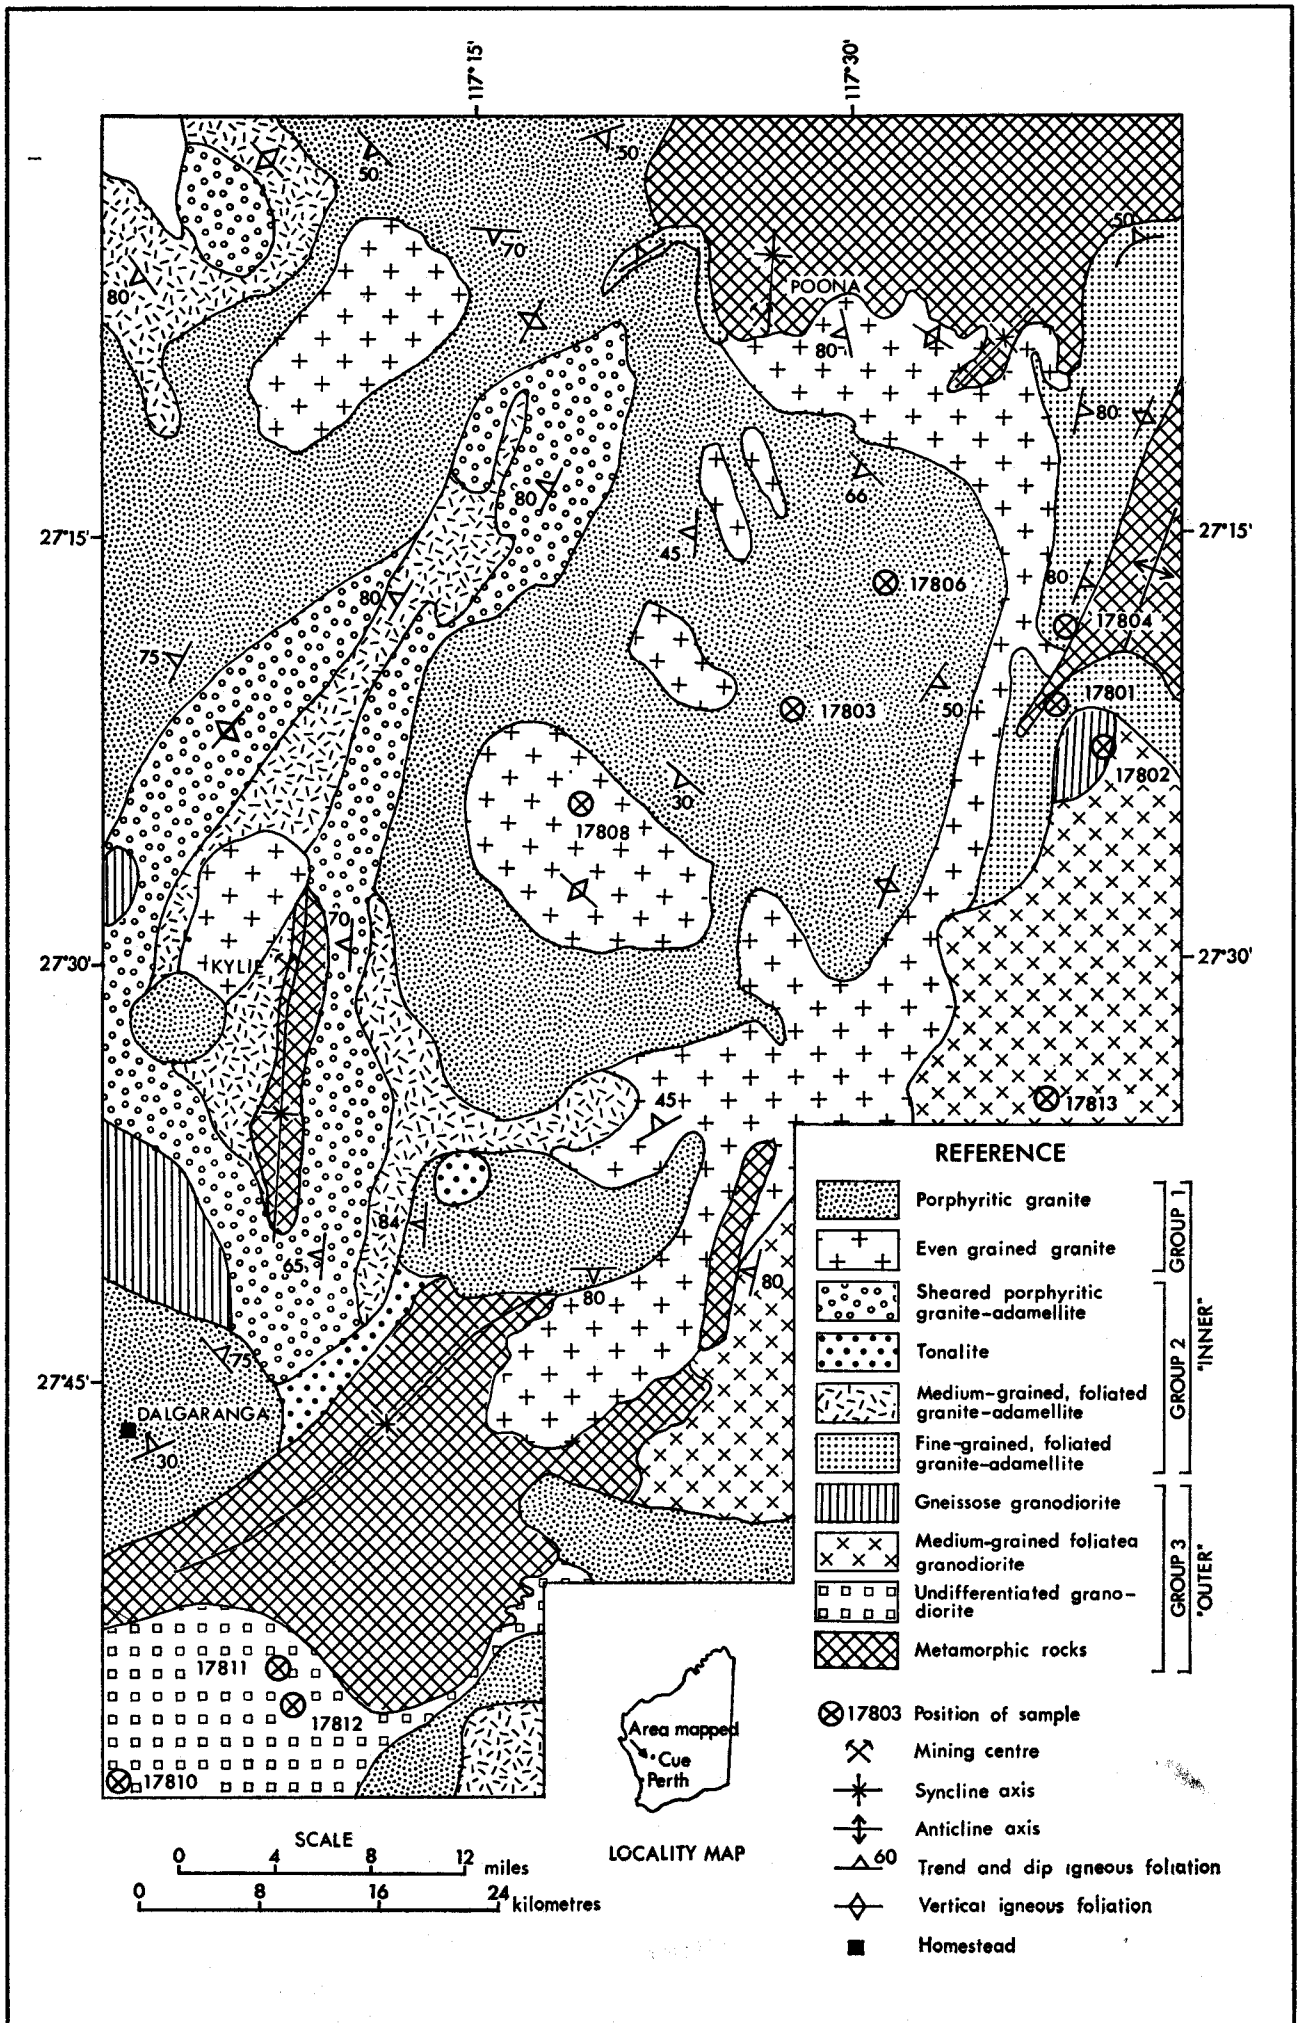 117°15'
117°30'
50
50
50
70
80
POONA
80
80
80
27°15'
66
45
27°15'
80
17806
80
17804
75
17801
50
17803
17802
30
17808
70
27°30'
KYLIE
27°30'
45
17813
84
65
80
80
75
27°45'
DALGARANGA
30
17811
17812
17810
REFERENCE
Porphyritic granite
Even grained granite
GROUP 1
Sheared porphyritic
granite-adamellite
Tonalite
Medium-grained, foliated
granite-adamellite
Fine-grained, foliated
granite-adamellite
GROUP 2
"INNER"
Gneissose granodiorite
Medium-grained foliatea
granodiorite
Undifferentiated grano-
diorite
Metamorphic rocks
GROUP 3
"OUTER"
17803 Position of sample
Mining centre
Syncline axis
Anticline axis
60 Trend and dip igneous foliation
Vertical igneous foliation
Homestead
Area mapped
Cue
Perth
LOCALITY MAP
SCALE
0 4 8 12 miles
0 8 16 24 kilometres